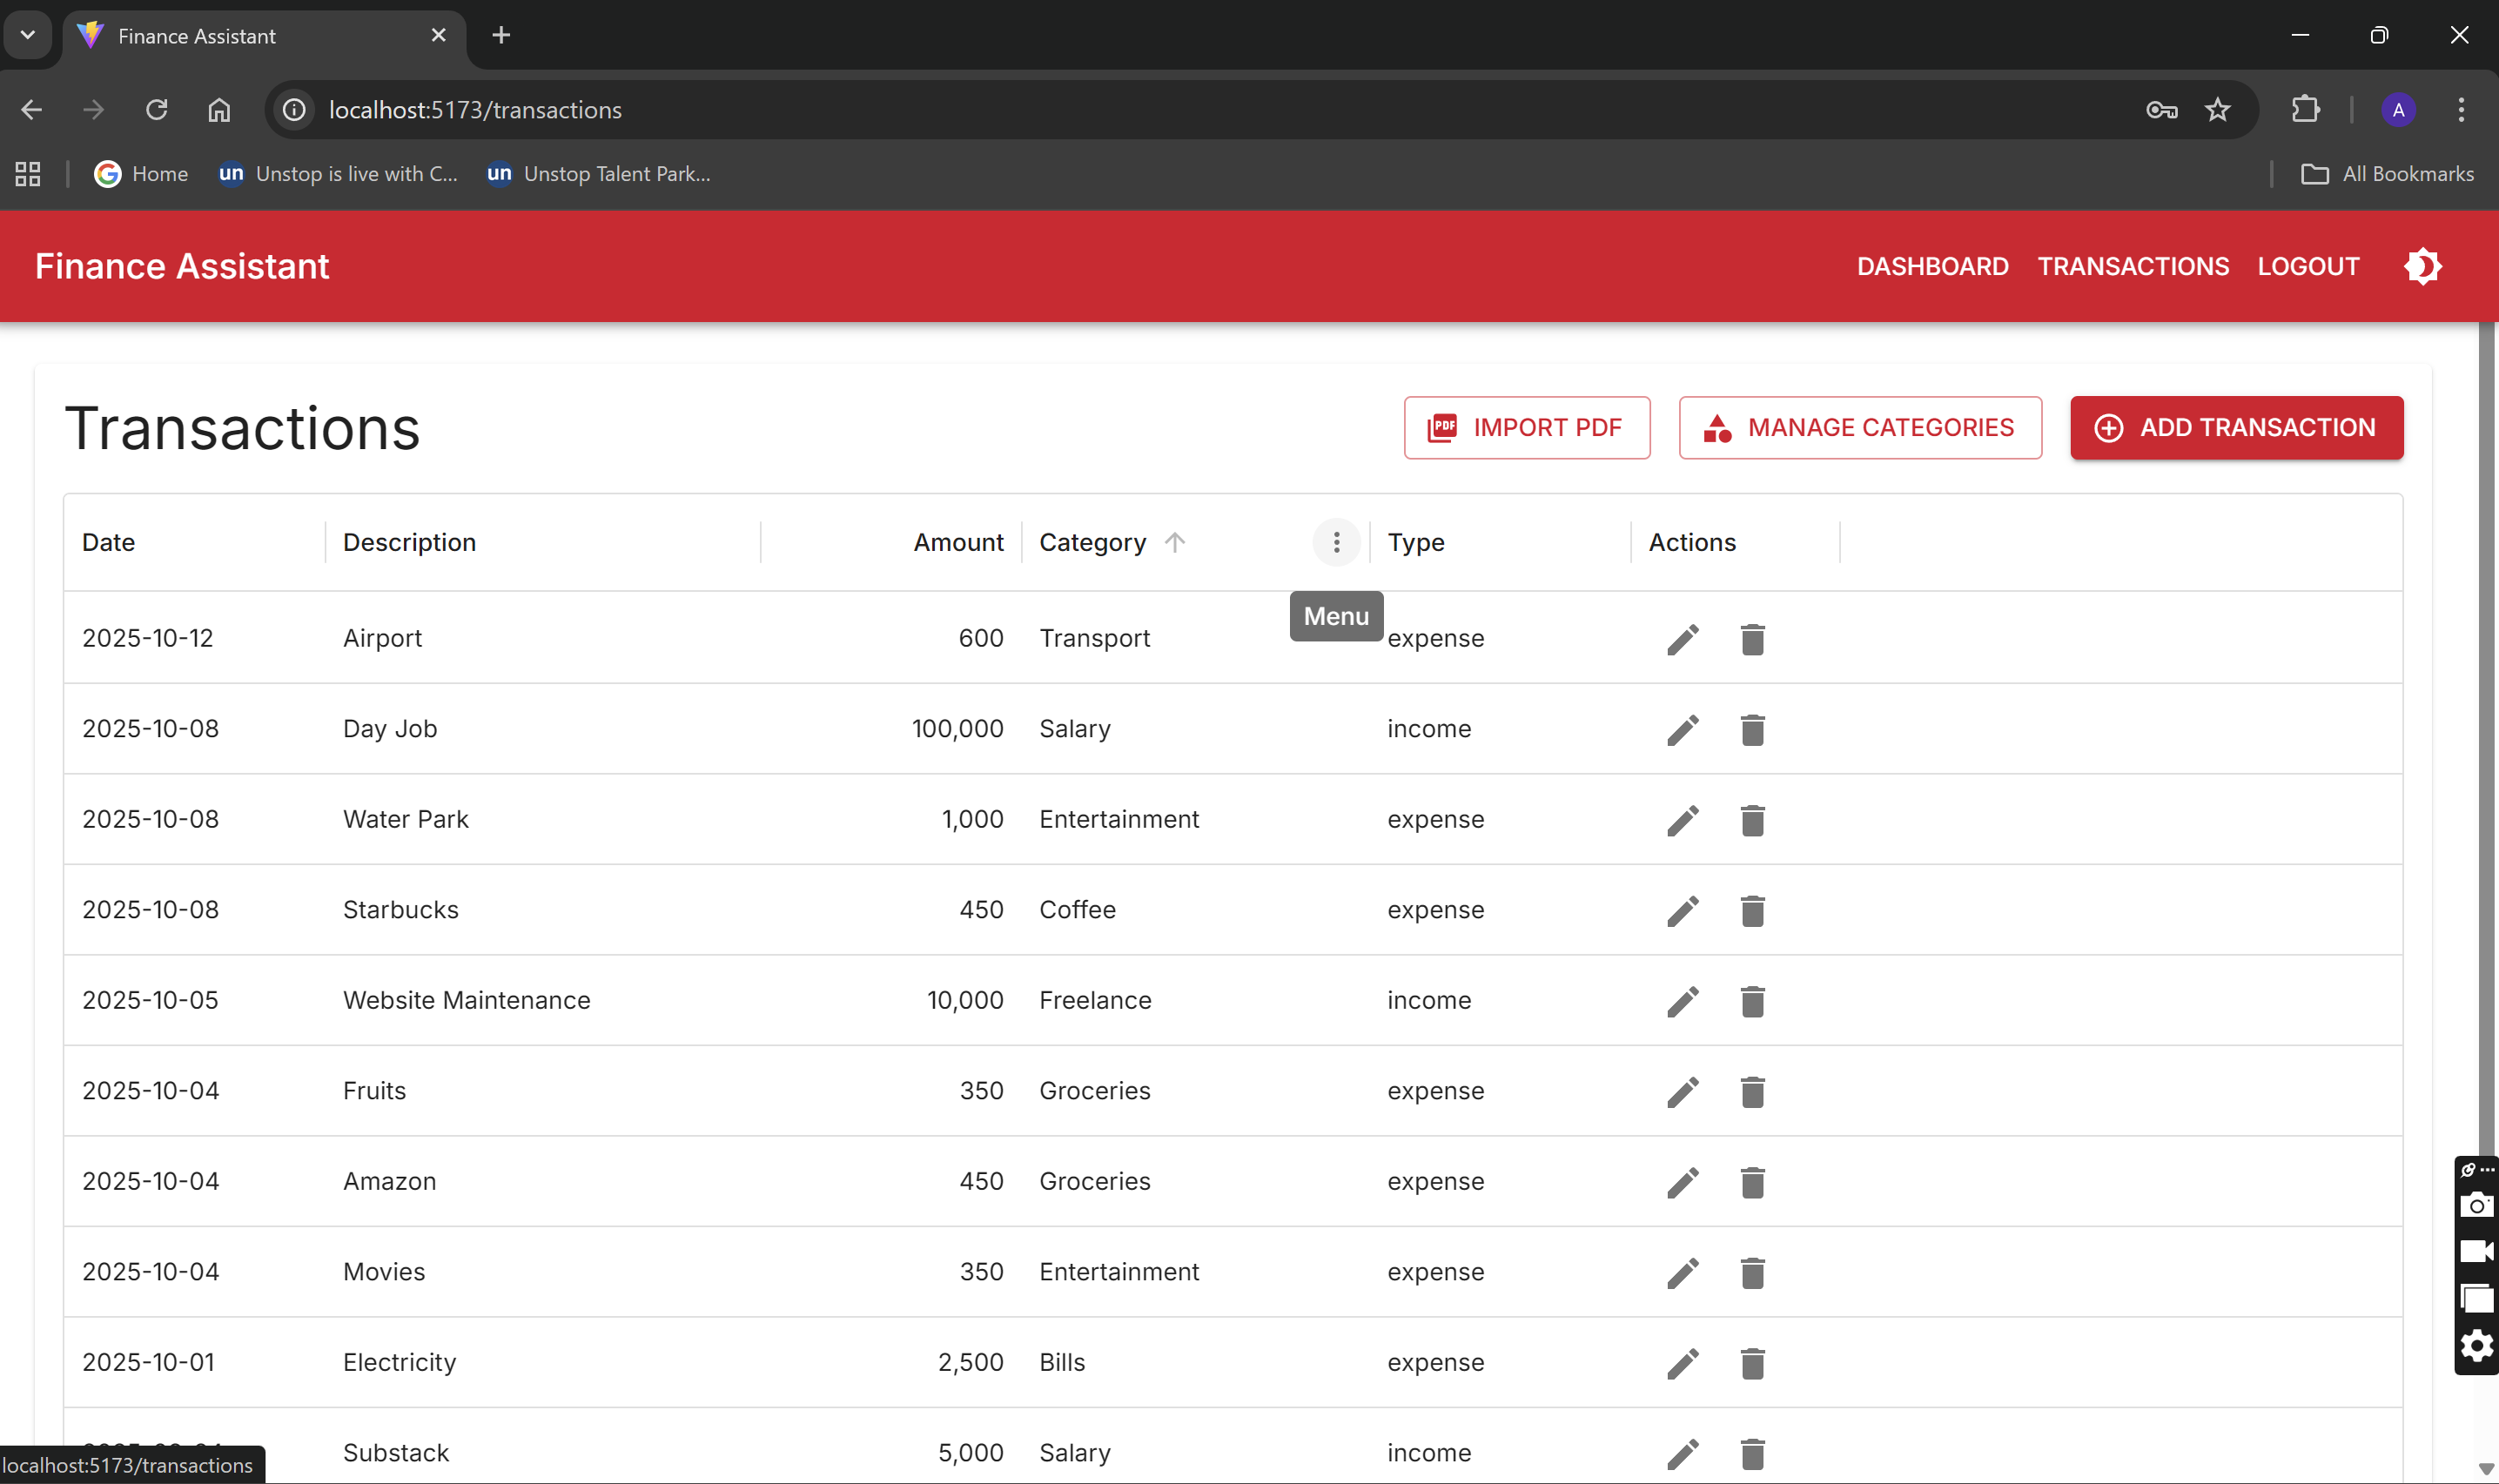 Finance Assistant
localhost:5173/transactions
A
Home
un Unstop is live with C...
un Unstop Talent Park...
All Bookmarks
Finance Assistant
DASHBOARD TRANSACTIONS LOGOUT
Transactions
PDF IMPORT PDF
MANAGE CATEGORIES
ADD TRANSACTION
Date Description Amount Category Type Actions
Menu
2025-10-12 Airport 600 Transport expense
2025-10-08 Day Job 100,000 Salary income
2025-10-08 Water Park 1,000 Entertainment expense
2025-10-08 Starbucks 450 Coffee expense
2025-10-05 Website Maintenance 10,000 Freelance income
2025-10-04 Fruits 350 Groceries expense
2025-10-04 Amazon 450 Groceries expense
2025-10-04 Movies 350 Entertainment expense
2025-10-01 Electricity 2,500 Bills expense
Substack 5,000 Salary income
localhost:5173/transactions